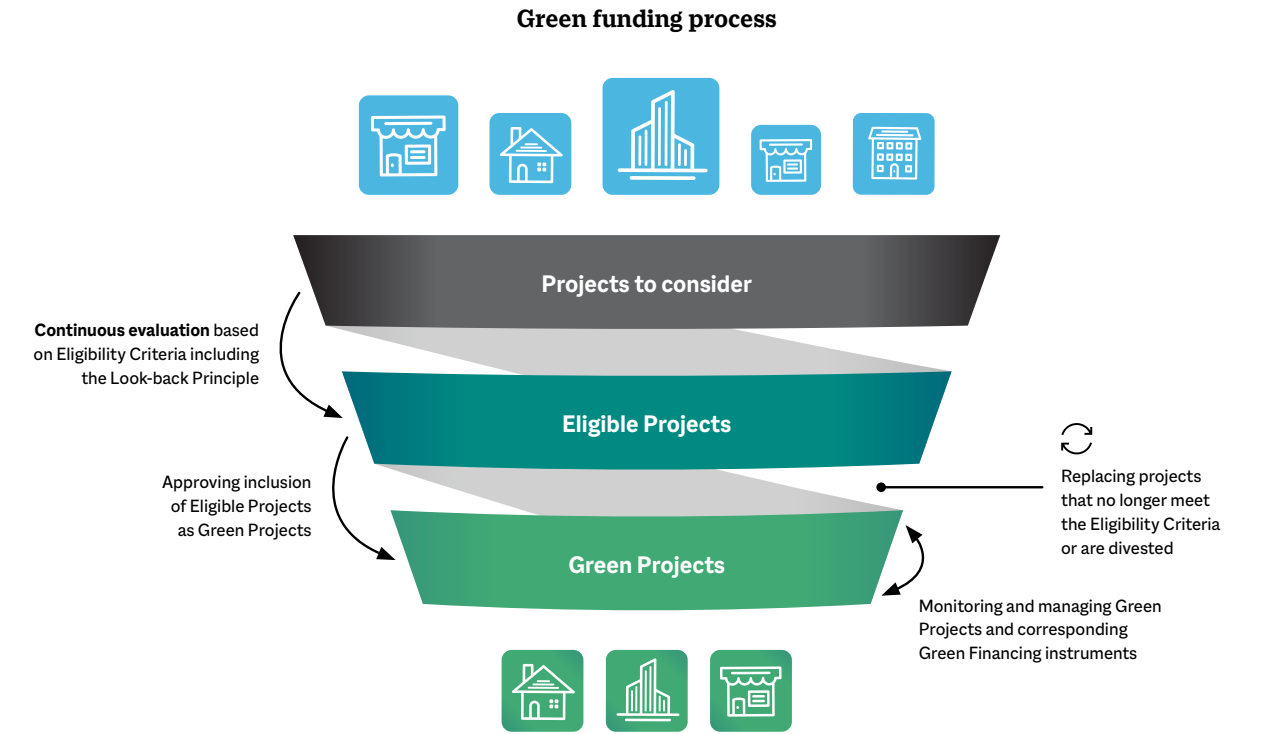 Green funding process
Projects to consider
Continuous evaluation based
on Eligibility Criteria including
the Look-back Principle
Eligible Projects
Approving inclusion
of Eligible Projects
as Green Projects
Replacing projects
that no longer meet
the Eligibility Criteria
or are divested
Green Projects
Monitoring and managing Green
Projects and corresponding
Green Financing instruments